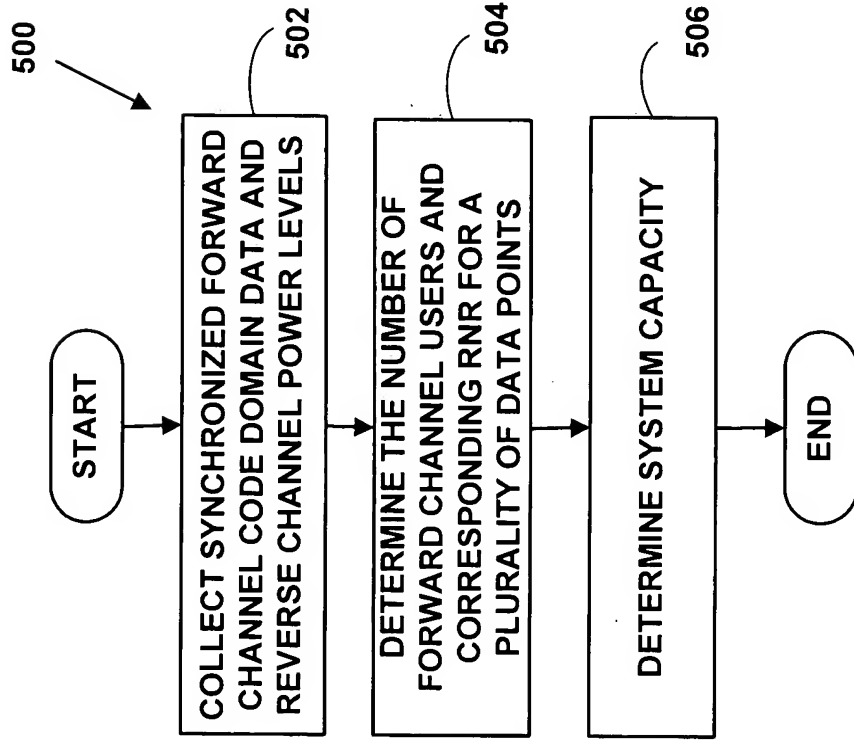 500
START
COLLECT SYNCHRONIZED FORWARD
CHANNEL CODE DOMAIN DATA AND
REVERSE CHANNEL POWER LEVELS
502
DETERMINE THE NUMBER OF
FORWARD CHANNEL USERS AND
CORRESPONDING RNR FOR A
PLURALITY OF DATA POINTS
504
DETERMINE SYSTEM CAPACITY
506
END